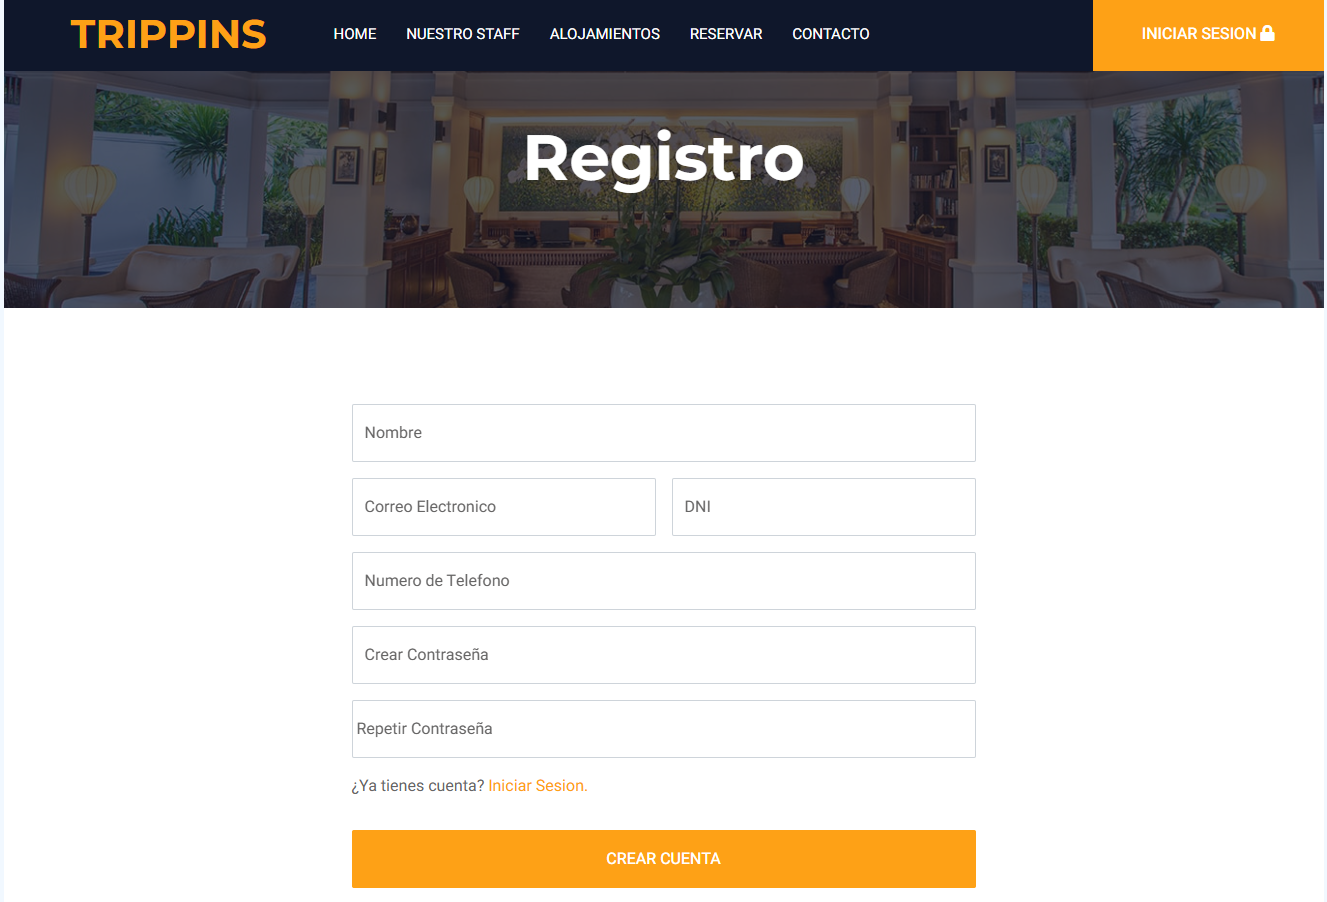 TRIPPINS HOME NUESTRO STAFF ALOJAMIENTOS RESERVAR CONTACTO INICIAR SESION
Registro
Nombre
Correo Electronico DNI
Numero de Telefono
Crear Contraseña
Repetir Contraseña
¿Ya tienes cuenta? Iniciar Sesion.
CREAR CUENTA